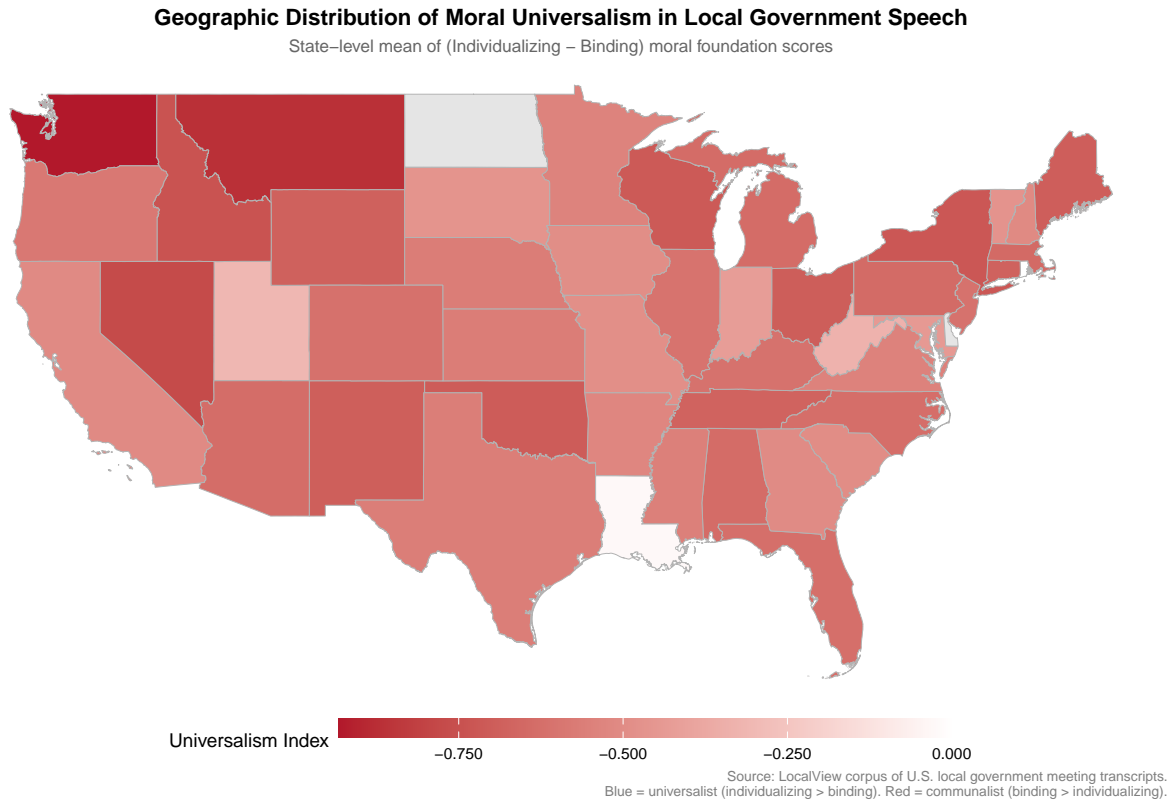 Geographic Distribution of Moral Universalism in Local Government Speech
State−level mean of (Individualizing − Binding) moral foundation scores
Universalism Index
−0.750 −0.500 −0.250 0.000
Source: LocalView corpus of U.S. local government meeting transcripts.
Blue = universalist (individualizing > binding). Red = communalist (binding > individualizing).